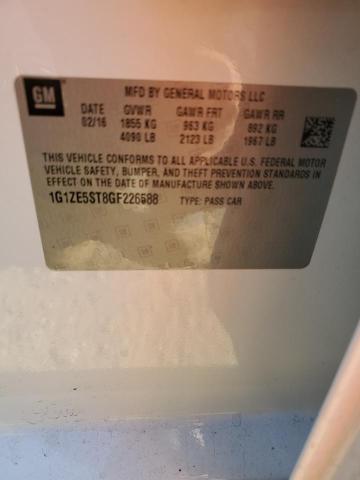 GM
MFD BY GENERAL MOTORS LLC
DATE GVWR GAWR FRT GAWR RR
02/16 1855 KG 963 KG 892 KG
4090 LB 2123 LB 1967 LB
THIS VEHICLE CONFORMS TO ALL APPLICABLE U.S. FEDERAL MOTOR
VEHICLE SAFETY, BUMPER, AND THEFT PREVENTION STANDARDS
IN EFFECT ON THE DATE OF MANUFACTURE SHOWN ABOVE.
1G1ZE5ST8GF226588 TYPE: PASS CAR